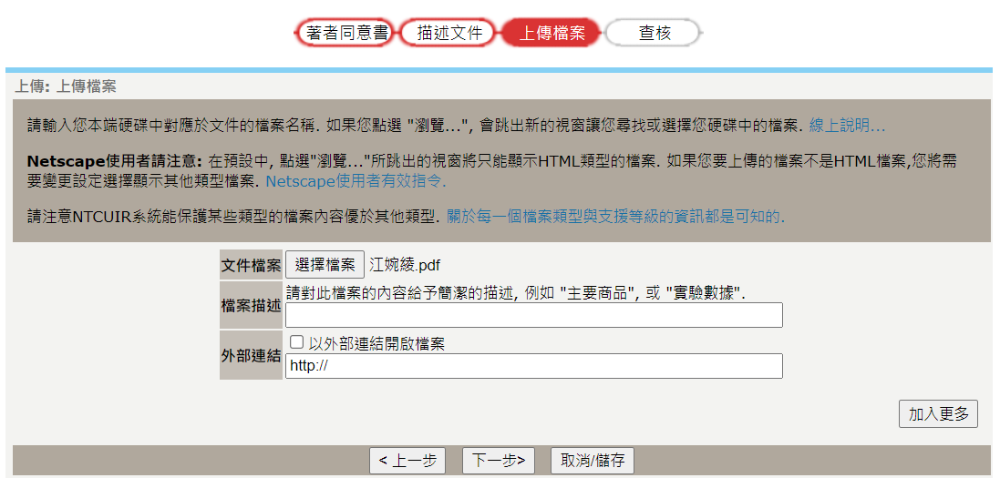 著者同意書 描述文件 上傳檔案 查核
上傳: 上傳檔案
請輸入您本端硬碟中對應於文件的檔案名稱. 如果您點選 "瀏覽...", 會跳出新的視窗讓您尋找或選擇您硬碟中的檔案. 線上說明...
Netscape使用者請注意: 在預設中, 點選"瀏覽..."所跳出的視窗將只能顯示HTML類型的檔案. 如果您要上傳的檔案不是HTML檔案,您將需
要變更設定選擇顯示其他類型檔案. Netscape使用者有效指令.
請注意NTCUIR系統能保護某些類型的檔案內容優於其他類型. 關於每一個檔案類型與支援等級的資訊都是可知的.
文件檔案 選擇檔案 江婉綾.pdf
請對此檔案的內容給予簡潔的描述, 例如 "主要商品", 或 "實驗數據".
檔案描述
以外部連結開啟檔案
外部連結
http://
加入更多
< 上一步 下一步> 取消/儲存